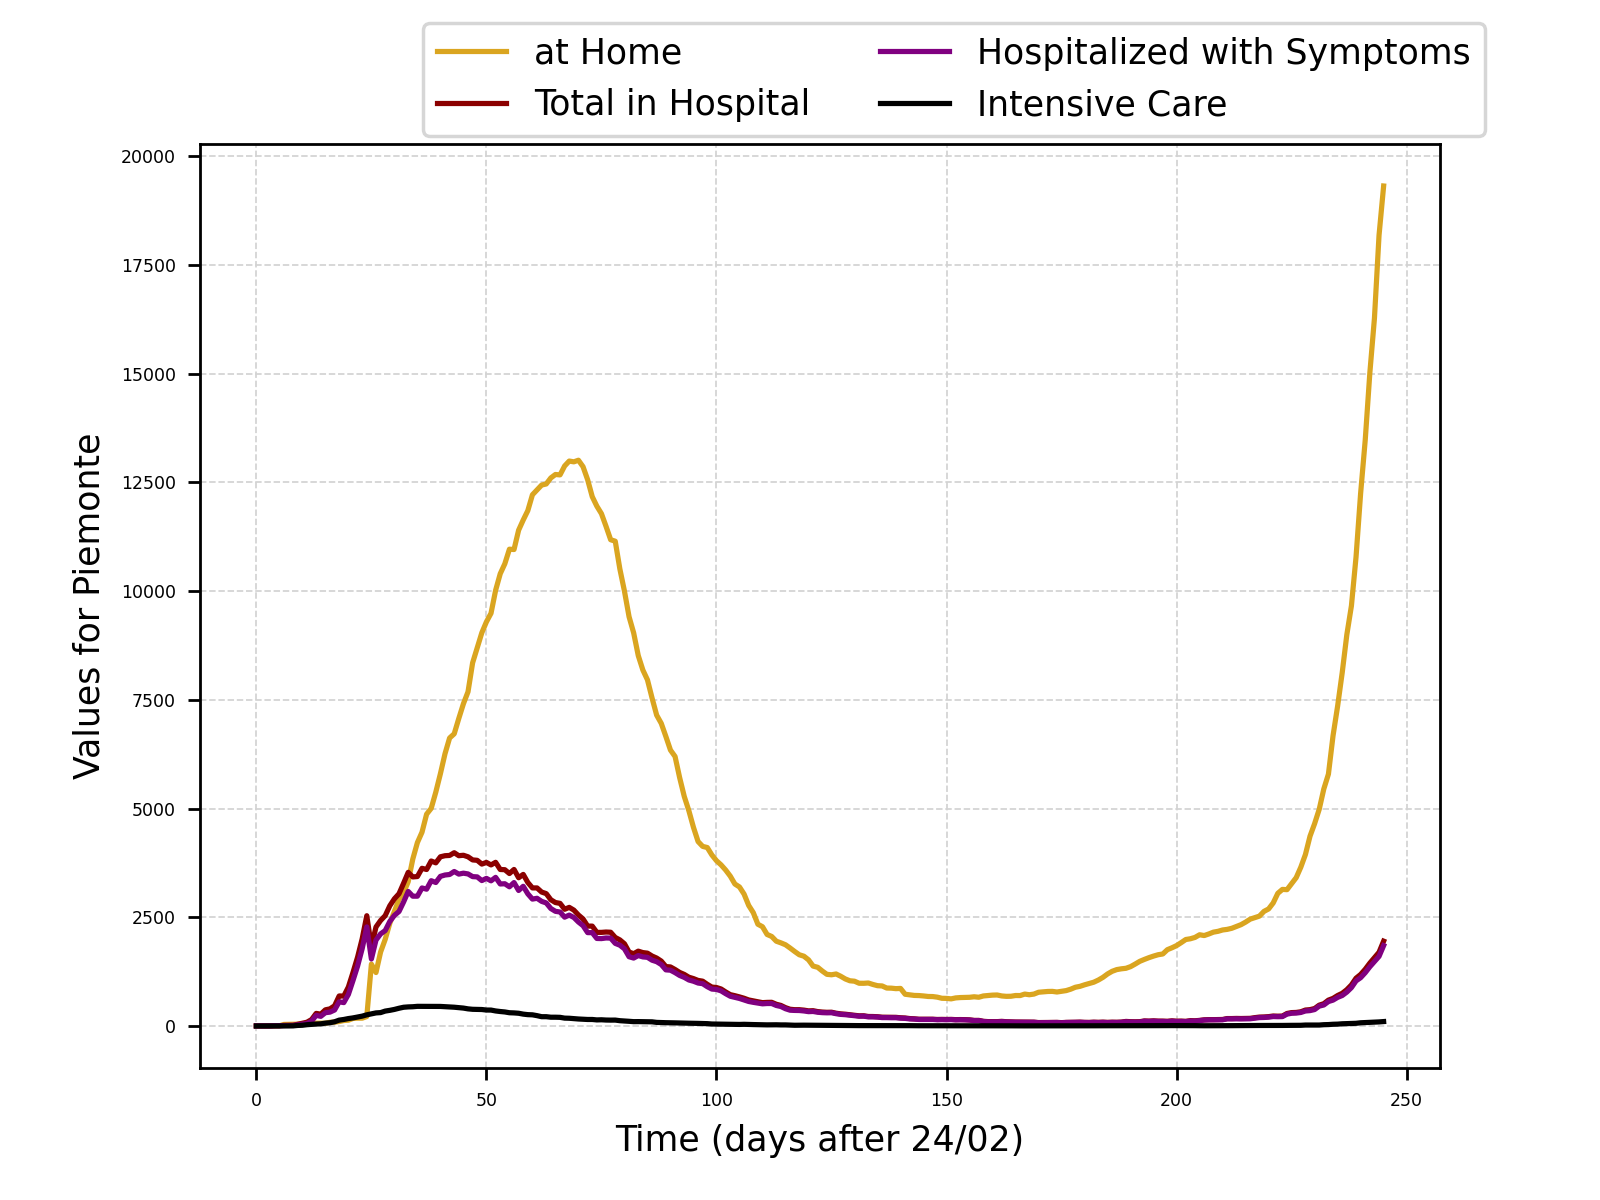 at Home
Total in Hospital
Hospitalized with Symptoms
Intensive Care
20000
17500
15000
12500
10000
7500
5000
2500
0
Values for Piemonte
0 50 100 150 200 250
Time (days after 24/02)